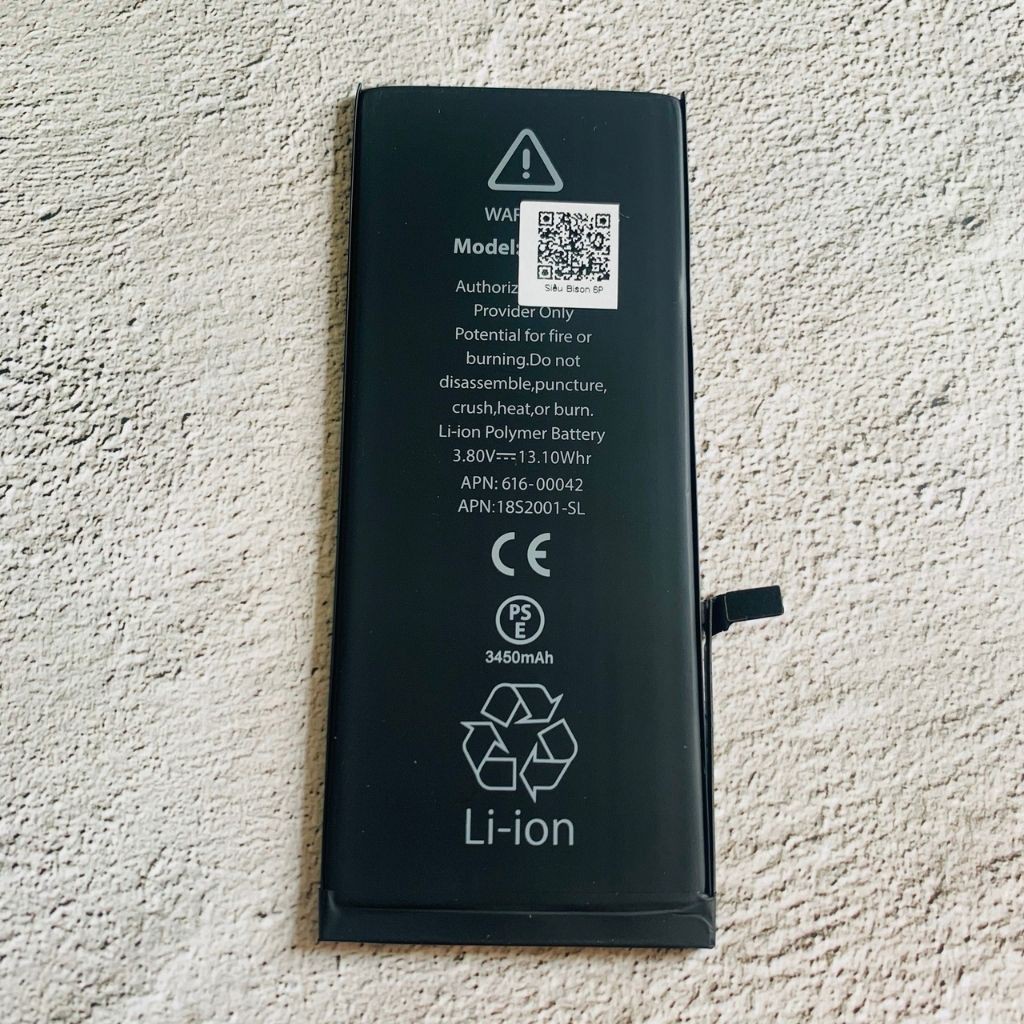 !
WAR
Model:
Siêu Bison 6P
Authoriz
Provider Only
Potential for fire or
burning.Do not
disassemble,puncture,
crush,heat,or burn.
Li-ion Polymer Battery
3.80V⎓13.10Whr
APN: 616-00042
APN:18S2001-SL
CE
PS
E
3450mAh
Li-ion